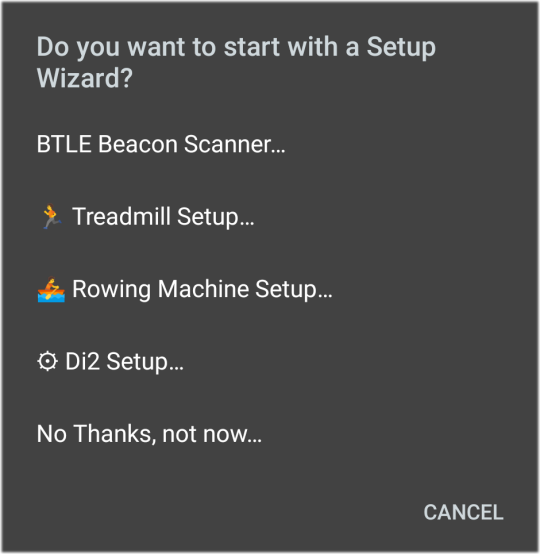 Do you want to start with a Setup
Wizard?
BTLE Beacon Scanner...
🏃 Treadmill Setup...
🚣 Rowing Machine Setup...
⚙ Di2 Setup...
No Thanks, not now...
CANCEL